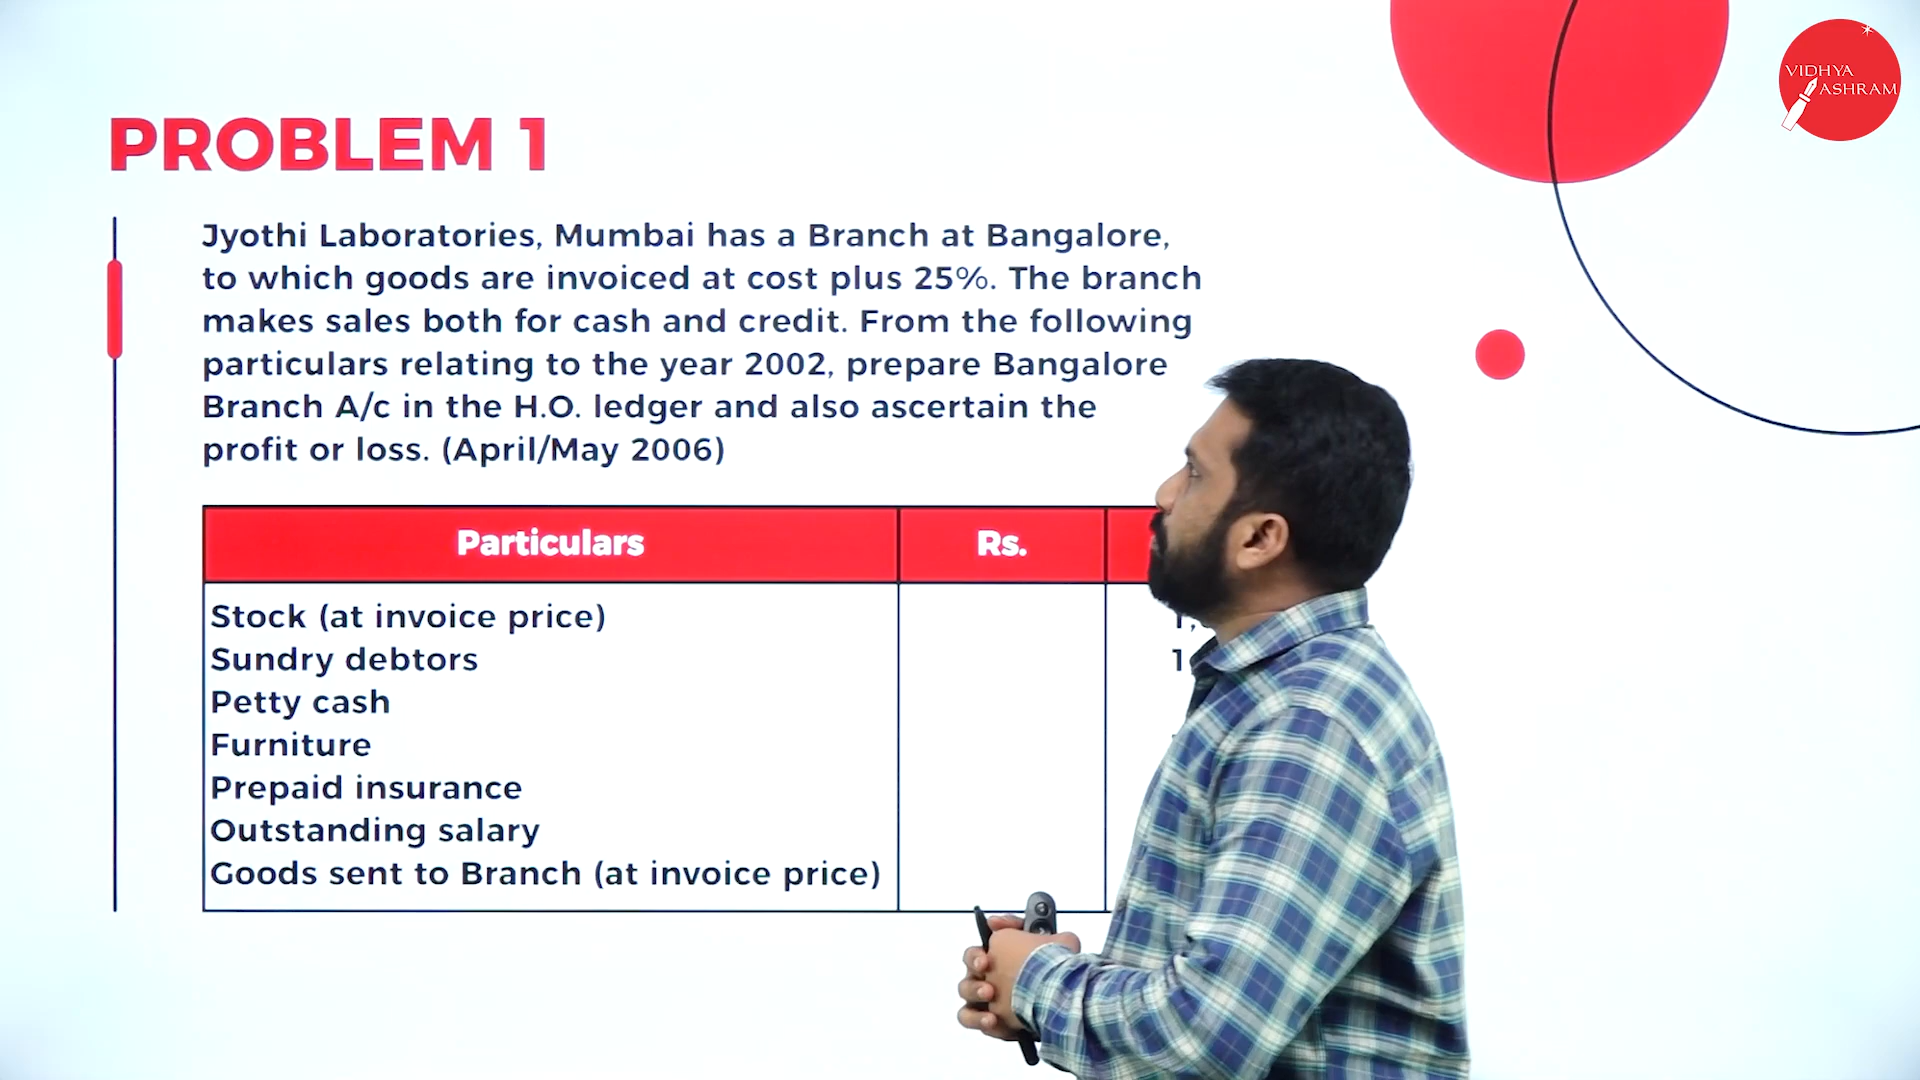 VIDHYA
ASHRAM
PROBLEM 1
Jyothi Laboratories, Mumbai has a Branch at Bangalore,
to which goods are invoiced at cost plus 25%. The branch
makes sales both for cash and credit. From the following
particulars relating to the year 2002, prepare Bangalore
Branch A/c in the H.O. ledger and also ascertain the
profit or loss. (April/May 2006)
Particulars Rs.
Stock (at invoice price)
Sundry debtors
Petty cash
Furniture
Prepaid insurance
Outstanding salary
Goods sent to Branch (at invoice price)